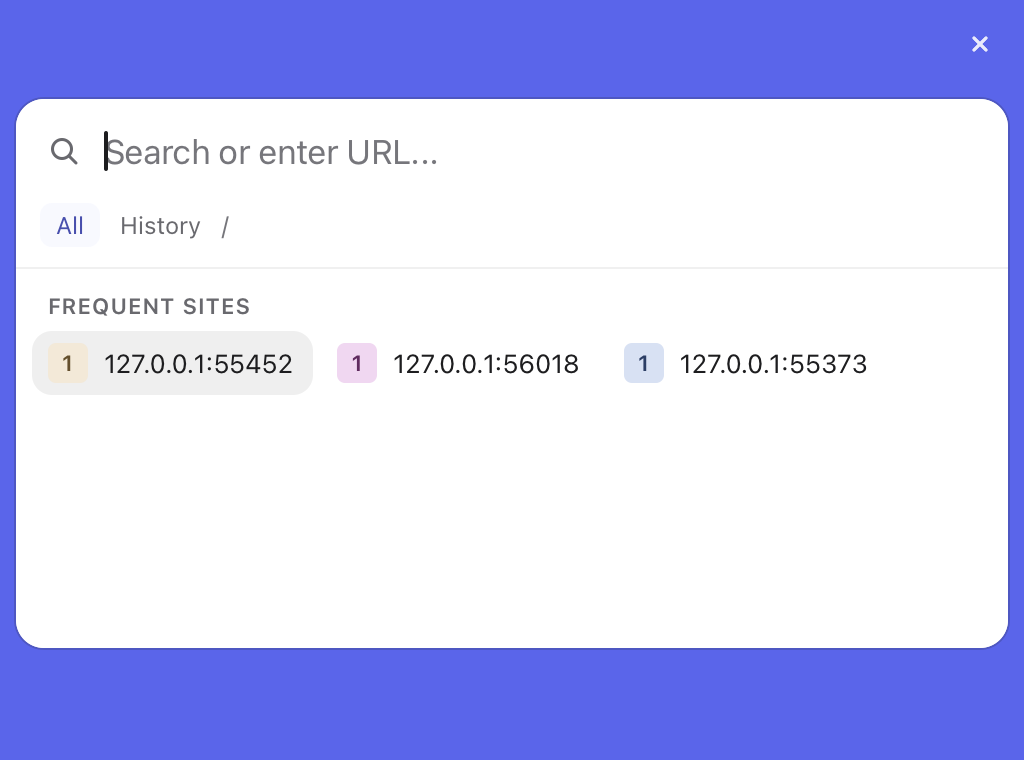 Search or enter URL...
All History /
FREQUENT SITES
1 127.0.0.1:55452 1 127.0.0.1:56018 1 127.0.0.1:55373